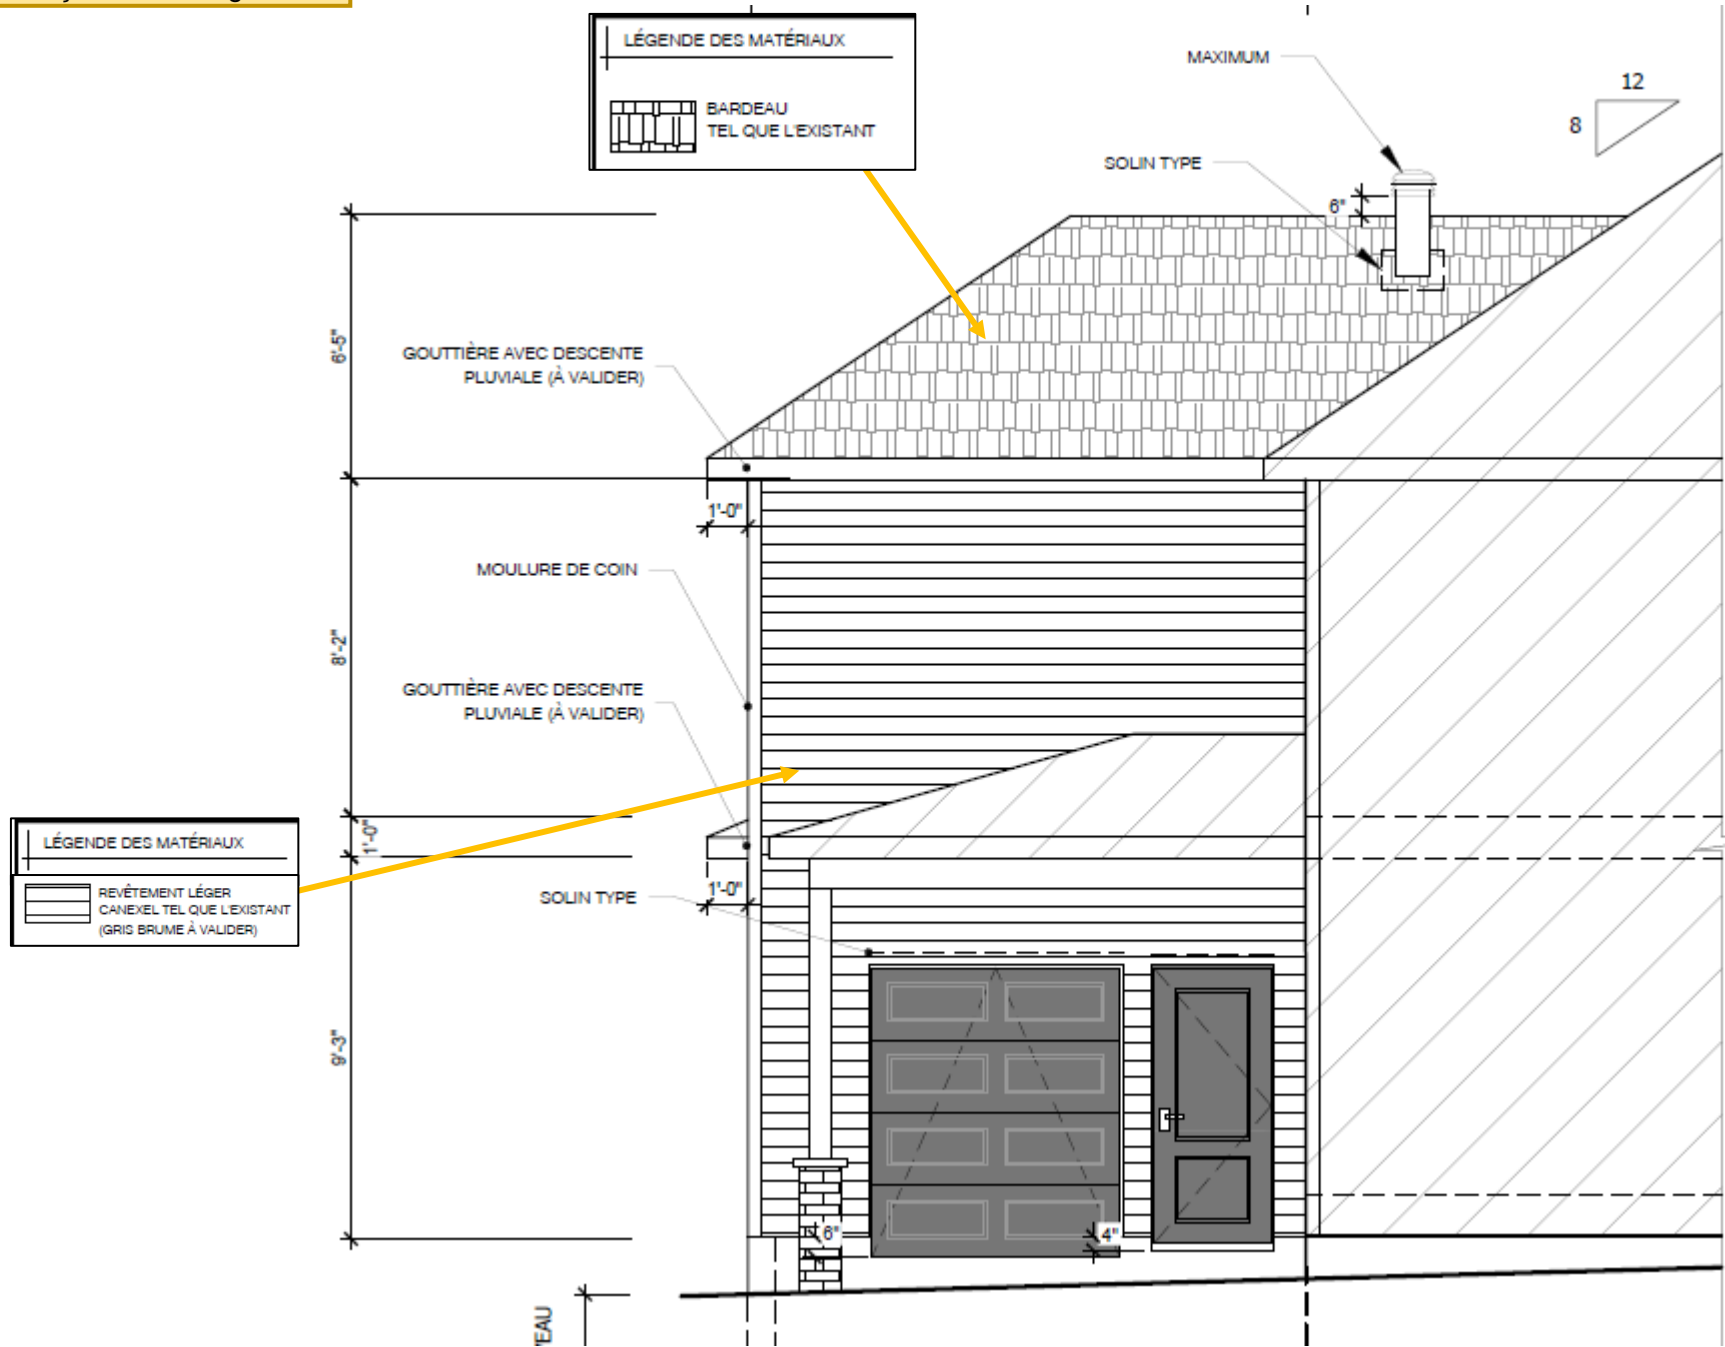 LÉGENDE DES MATÉRIAUX
BARDEAU
TEL QUE L'EXISTANT
MAXIMUM
12
8
SOLIN TYPE
6"
6'-5"
GOUTTIÈRE AVEC DESCENTE
PLUVIALE (À VALIDER)
1'-0"
MOULURE DE COIN
8'-2"
GOUTTIÈRE AVEC DESCENTE
PLUVIALE (À VALIDER)
1'-0"
LÉGENDE DES MATÉRIAUX
REVÊTEMENT LÉGER
CANEXEL TEL QUE L'EXISTANT
(GRIS BRUME À VALIDER)
1'-0"
SOLIN TYPE
9'-3"
6"
4"